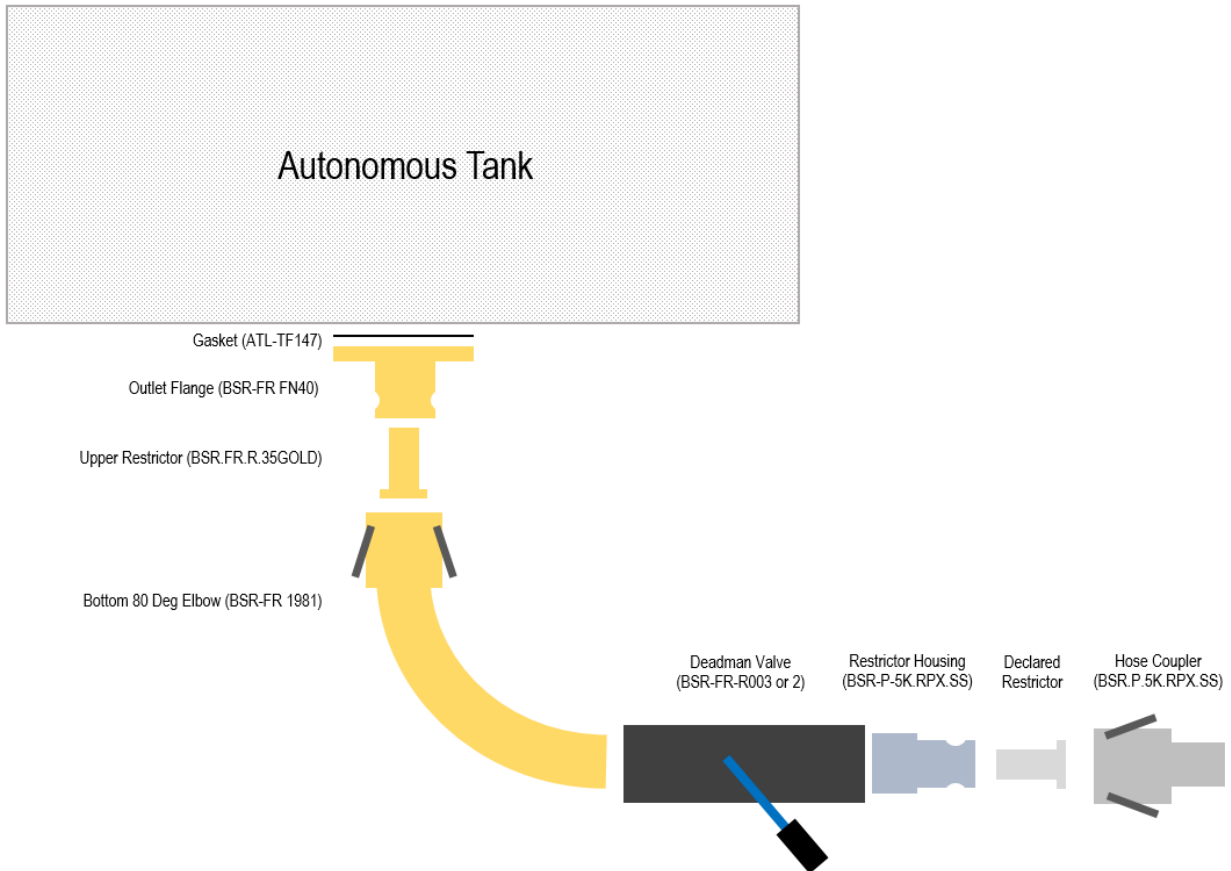 Autonomous Tank
Gasket (ATL-TF147)
Outlet Flange (BSR-FR FN40)
Upper Restrictor (BSR.FR.R.35GOLD)
Bottom 80 Deg Elbow (BSR-FR 1981)
Deadman Valve
(BSR-FR-R003 or 2)
Restrictor Housing
(BSR-P-5K.RPX.SS)
Declared
Restrictor
Hose Coupler
(BSR.P.5K.RPX.SS)